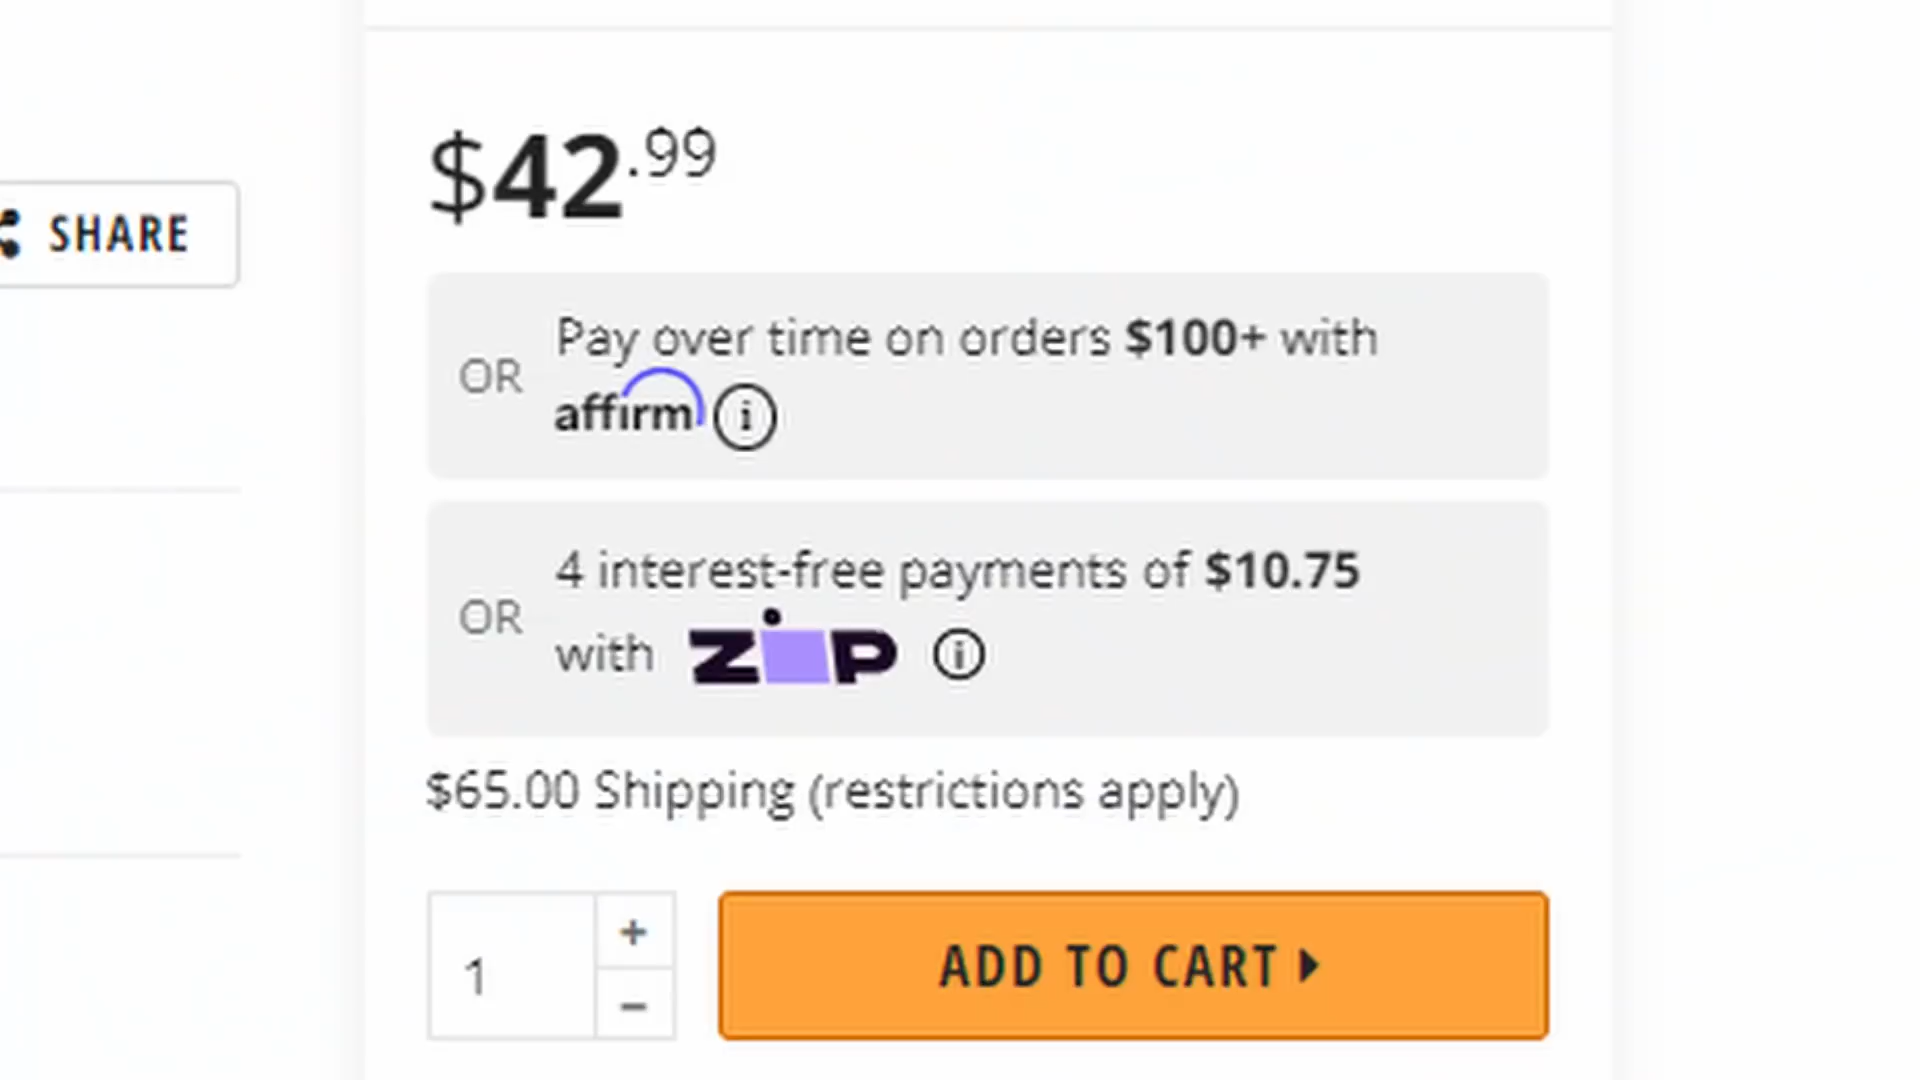 $42.99
SHARE
OR
Pay over time on orders $100+ with
affirm i
OR
4 interest-free payments of $10.75
with zip i
$65.00 Shipping (restrictions apply)
1
+
−
ADD TO CART